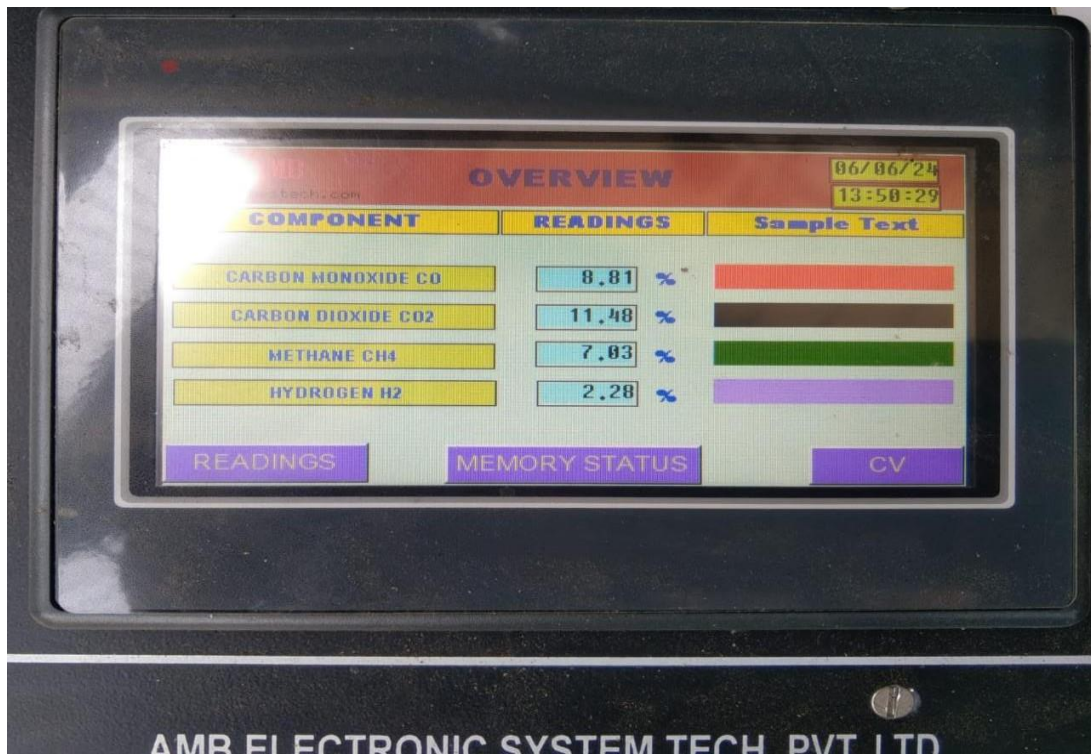 OVERVIEW
06/06/24
13:50:29
COMPONENT READINGS Sample Text
CARBON MONOXIDE CO 8.81 %
CARBON DIOXIDE CO2 11.48 %
METHANE CH4 7.03 %
HYDROGEN H2 2.28 %
READINGS MEMORY STATUS CV
AMB ELECTRONIC SYSTEM TECH. PVT. LTD